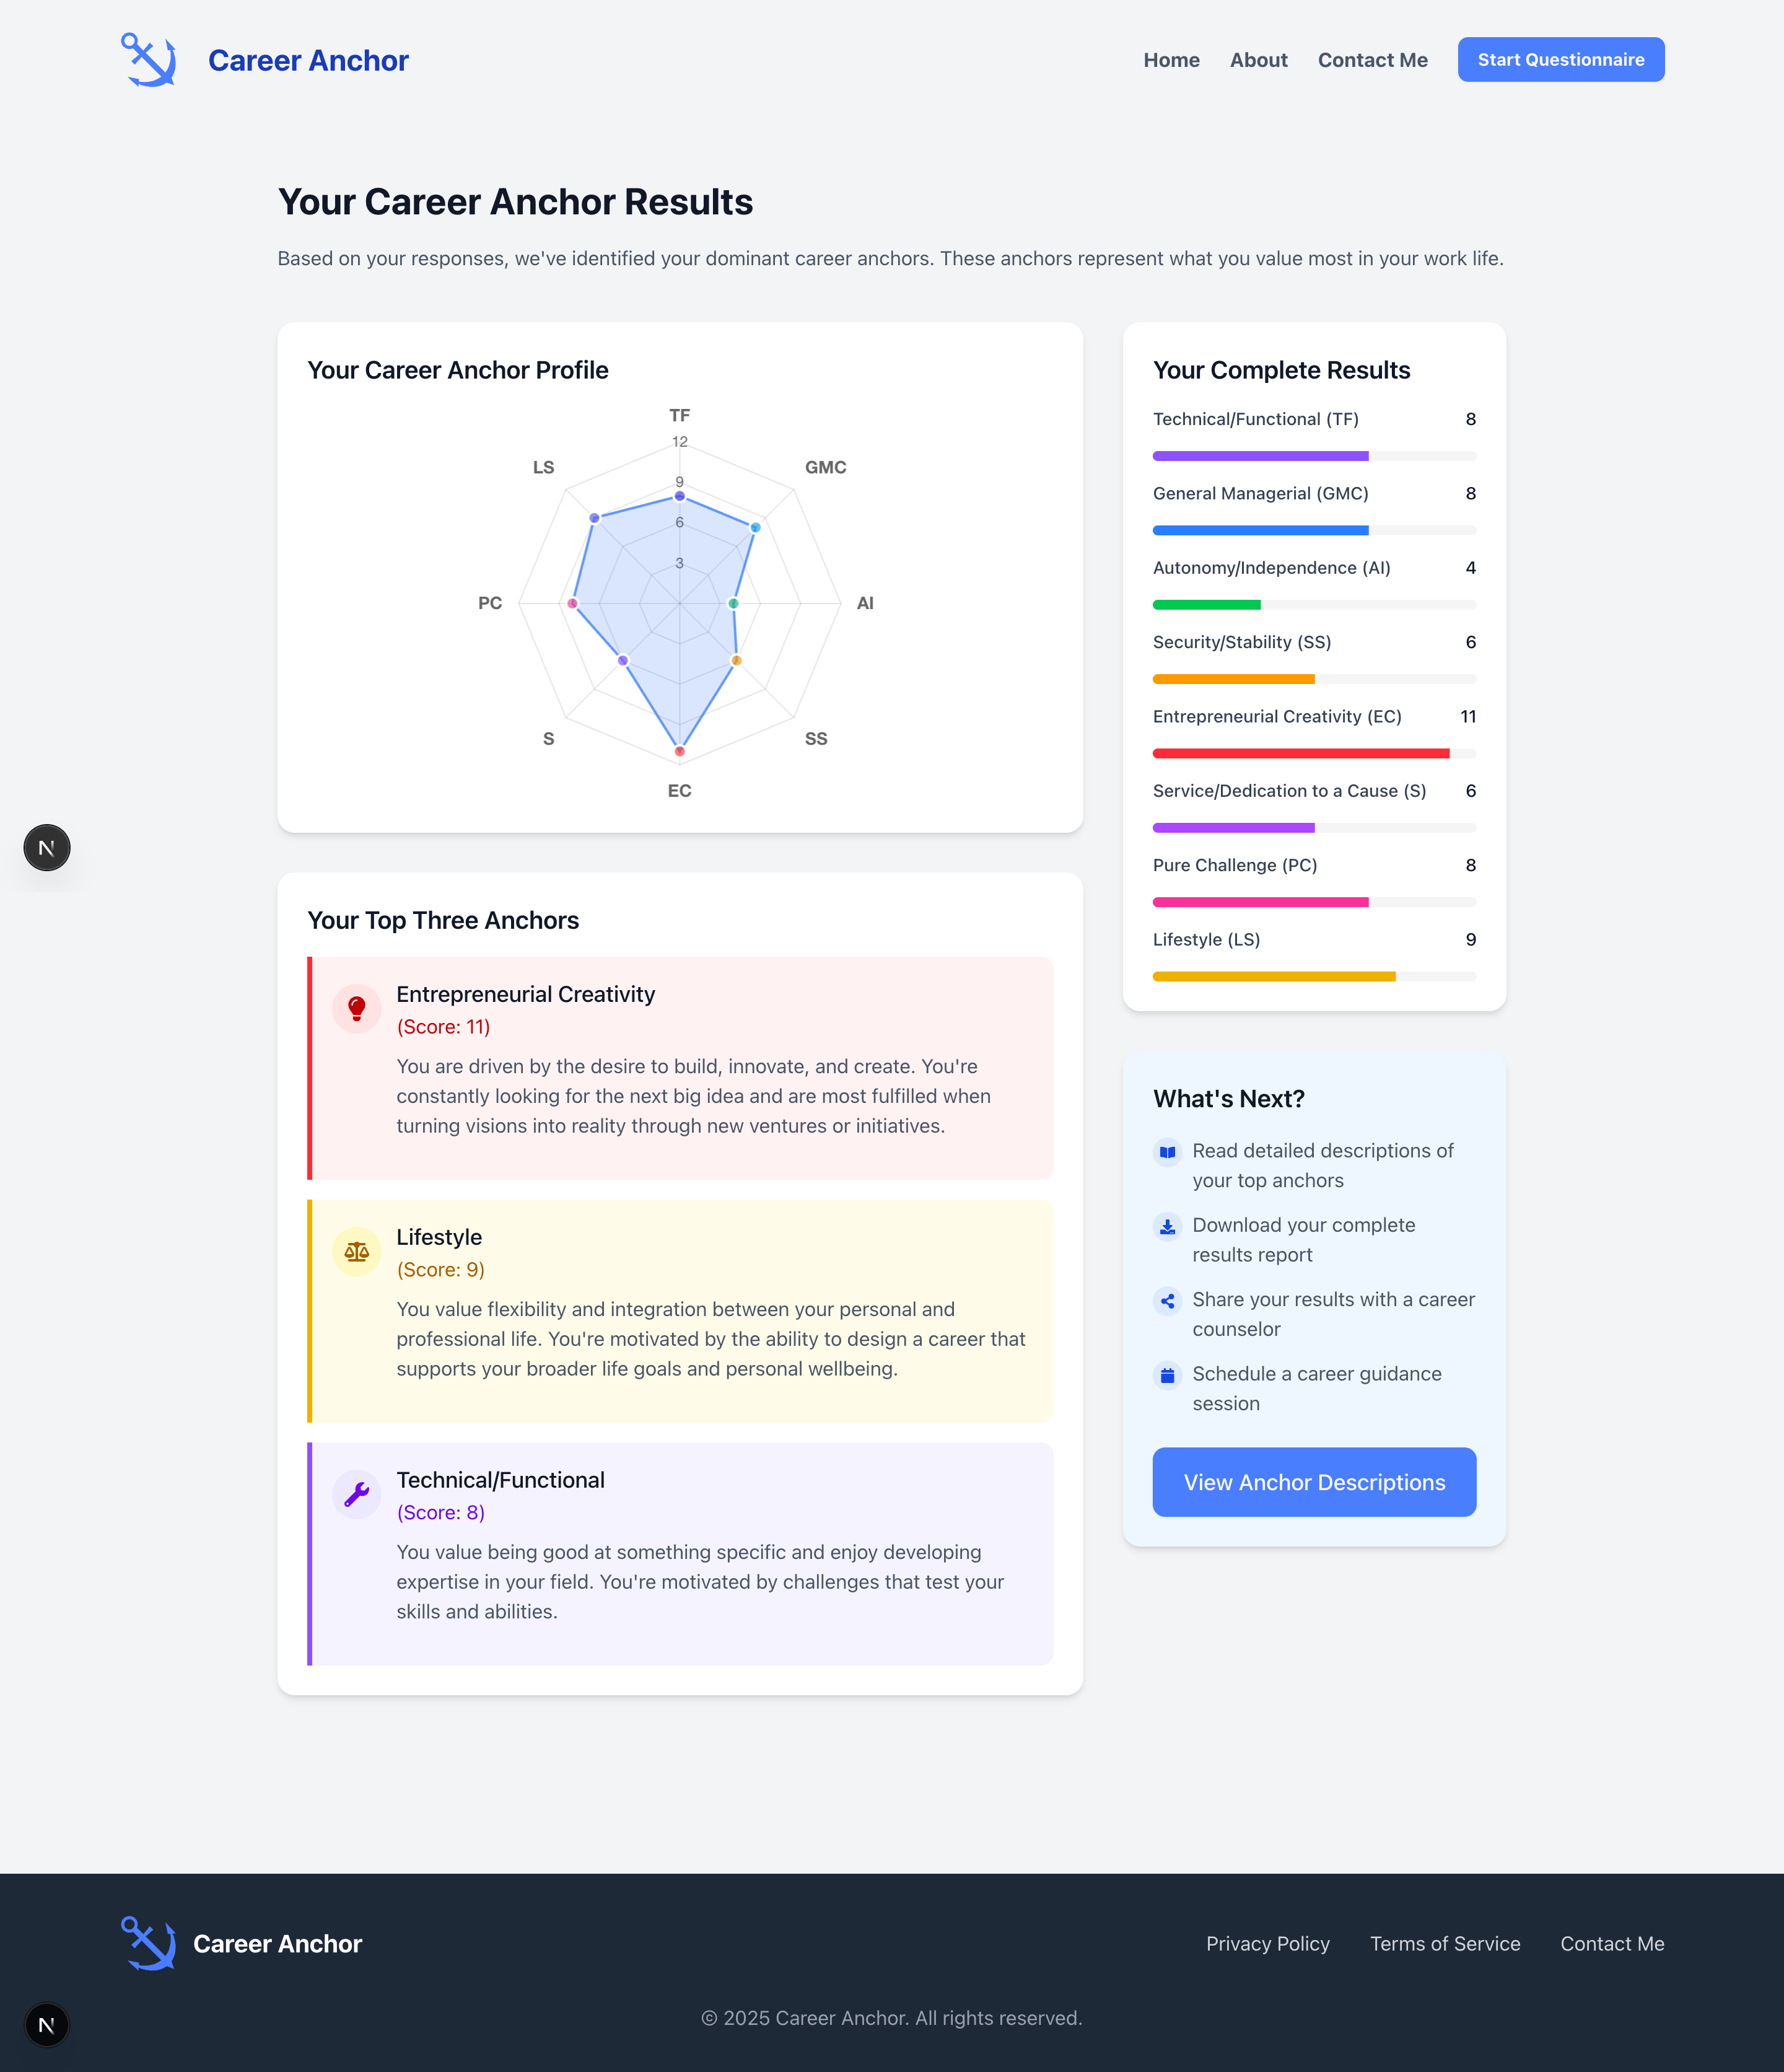 Career Anchor
Home
About
Contact Me
Start Questionnaire
Your Career Anchor Results
Based on your responses, we've identified your dominant career anchors. These anchors represent what you value most in your work life.
Your Career Anchor Profile
TF
12
LS
GMC
9
6
3
PC
AI
S
SS
EC
Your Top Three Anchors
Entrepreneurial Creativity
(Score: 11)
You are driven by the desire to build, innovate, and create. You're
constantly looking for the next big idea and are most fulfilled when
turning visions into reality through new ventures or initiatives.
Lifestyle
(Score: 9)
You value flexibility and integration between your personal and
professional life. You're motivated by the ability to design a career that
supports your broader life goals and personal wellbeing.
Technical/Functional
(Score: 8)
You value being good at something specific and enjoy developing
expertise in your field. You're motivated by challenges that test your
skills and abilities.
Your Complete Results
Technical/Functional (TF) 8
General Managerial (GMC) 8
Autonomy/Independence (AI) 4
Security/Stability (SS) 6
Entrepreneurial Creativity (EC) 11
Service/Dedication to a Cause (S) 6
Pure Challenge (PC) 8
Lifestyle (LS) 9
What's Next?
Read detailed descriptions of
your top anchors
Download your complete
results report
Share your results with a career
counselor
Schedule a career guidance
session
View Anchor Descriptions
N
Career Anchor
Privacy Policy
Terms of Service
Contact Me
© 2025 Career Anchor. All rights reserved.
N